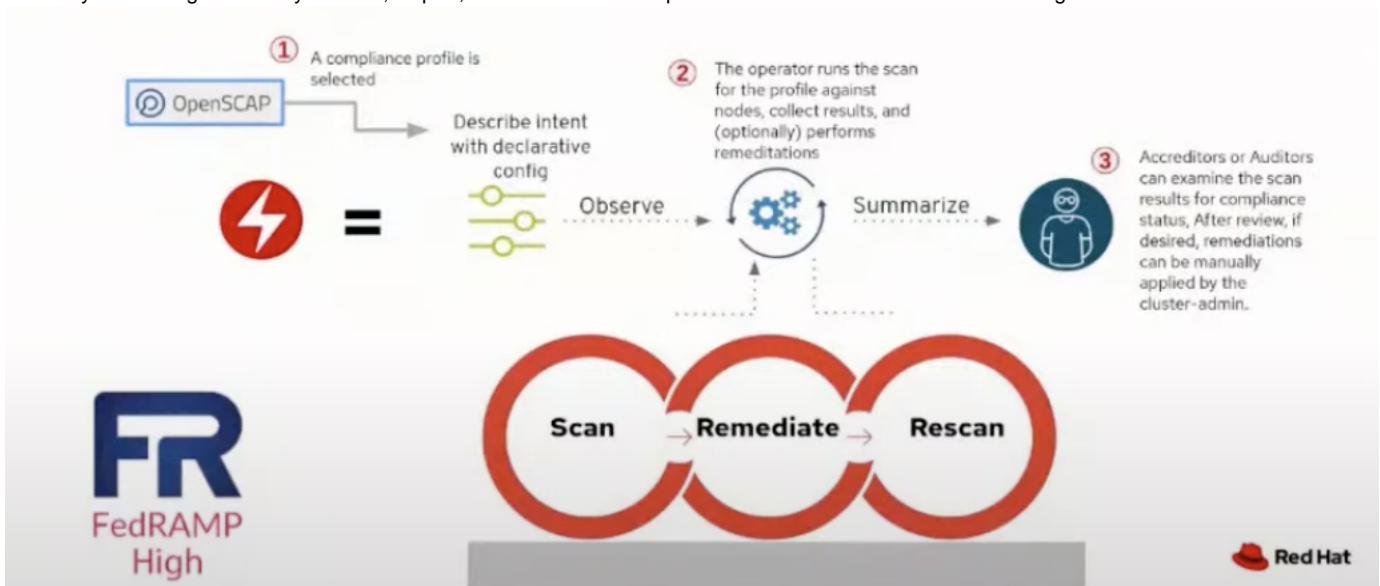 ①
A compliance profile is
selected
OpenSCAP
Describe intent
with declarative
config
Observe
②
The operator runs the scan
for the profile against
nodes, collect results, and
(optionally) performs
remeditations
Summarize
③
Accreditors or Auditors
can examine the scan
results for compliance
status, After review, if
desired, remediations
can be manually
applied by the
cluster-admin.
=
Scan
→
Remediate
→
Rescan
FR
FedRAMP
High
Red Hat